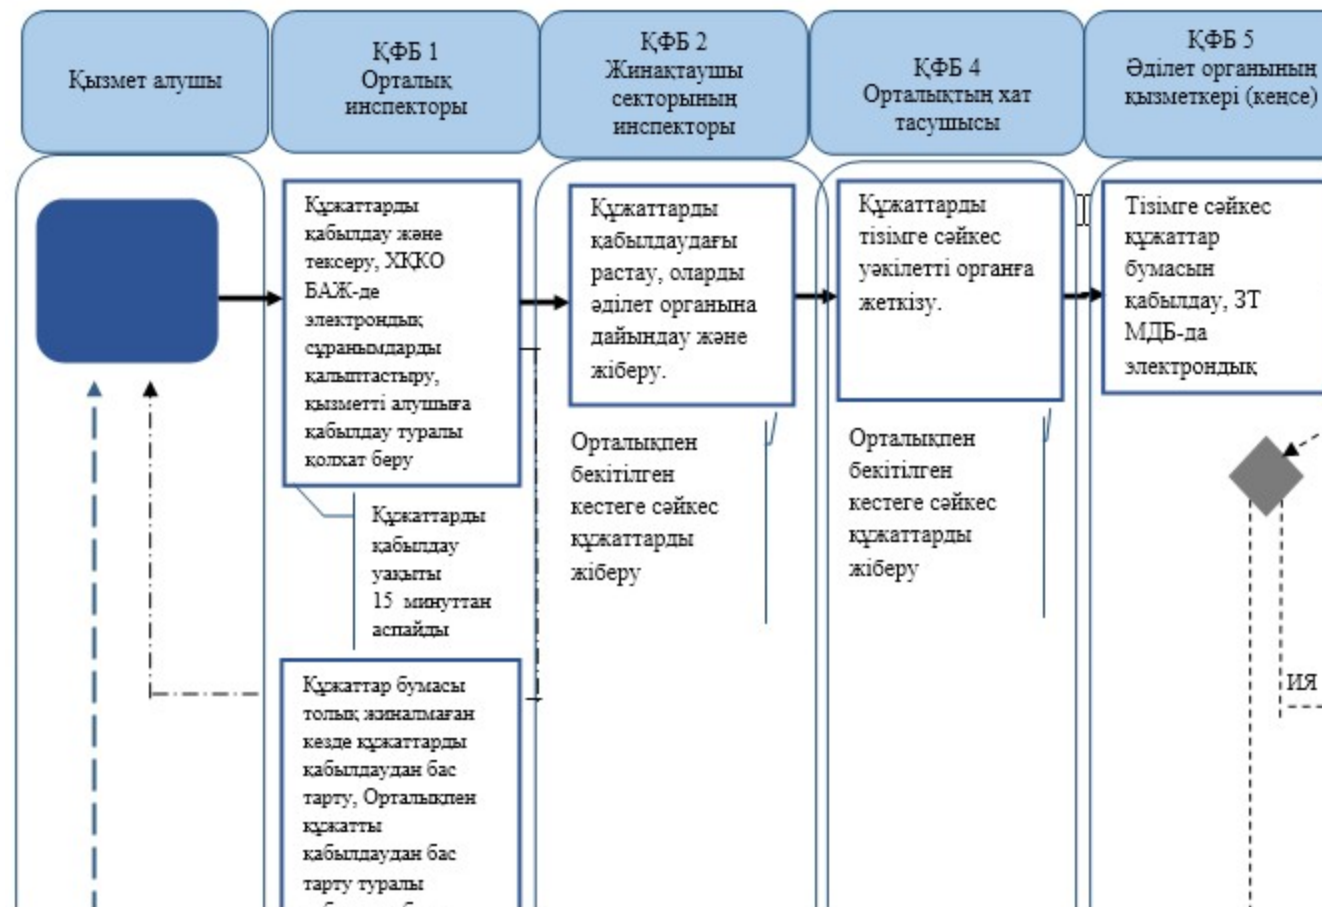 Қызмет алушы
ҚФБ 1
Орталық
инспекторы
ҚФБ 2
Жинақтаушы
секторының
инспекторы
ҚФБ 4
Орталықтың хат
тасушысы
ҚФБ 5
Әділет органының
қызметкері (кеңсе)
Құжаттарды
қабылдау және
тексеру, ХҚКО
БАЖ-де
электрондық
сұранымдарды
қалыптастыру,
қызметті алушыға
қабылдау туралы
қолхат беру
Құжаттарды
қабылдау
уақыты
15 минуттан
аспайды
Құжаттар бумасы
толық жиналмаған
кезде құжаттарды
қабылдаудан бас
тарту, Орталықпен
құжатты
қабылдаудан бас
тарту туралы
Құжаттарды
қабылдаудағы
растау, оларды
әділет органына
дайындау және
жіберу.
Орталықпен
бекітілген
кестеге сәйкес
құжаттарды
жіберу
Құжаттарды
тізімге сәйкес
уәкілетті органға
жеткізу.
Орталықпен
бекітілген
кестеге сәйкес
құжаттарды
жіберу
Тізімге сәйкес
құжаттар
бумасын
қабылдау, ЗТ
МДБ-да
электрондық
ИЯ